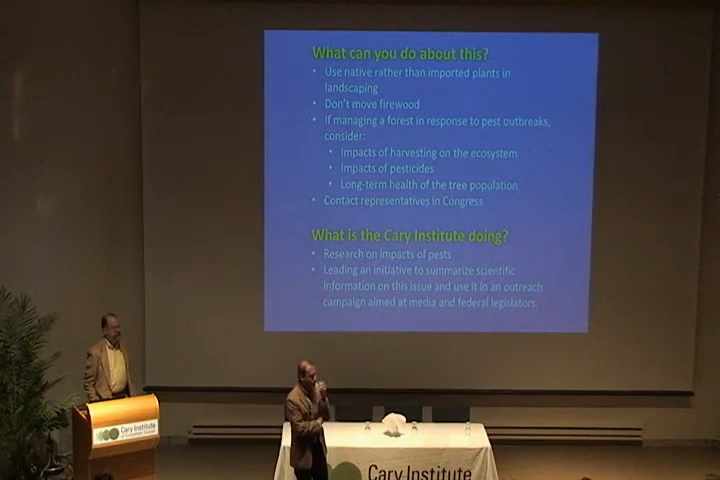 What can you do about this?
• Use native rather than imported plants in
landscaping
• Don't move firewood
• If managing a forest in response to pest outbreaks,
consider:
• Impacts of harvesting on the ecosystem
• Impacts of pesticides
• Long-term health of the tree population
• Contact representatives in Congress
What is the Cary Institute doing?
• Research on impacts of pests
• Leading an initiative to summarize scientific
information on this issue and use it in an outreach
campaign aimed at media and federal legislators.
Cary Institute
of Ecosystem Studies
Cary Institute